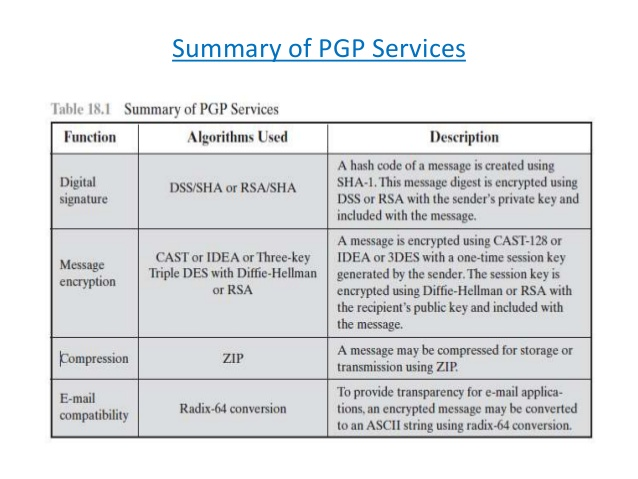 Summary of PGP Services
Table 18.1 Summary of PGP Services
Function Algorithms Used Description
Digital
signature
DSS/SHA or RSA/SHA
A hash code of a message is created using
SHA-1. This message digest is encrypted using
DSS or RSA with the sender's private key and
included with the message.
Message
encryption
CAST or IDEA or Three-key
Triple DES with Diffie-Hellman
or RSA
A message is encrypted using CAST-128 or
IDEA or 3DES with a one-time session key
generated by the sender. The session key is
encrypted using Diffie-Hellman or RSA with
the recipient's public key and included with
the message.
Compression
ZIP
A message may be compressed for storage or
transmission using ZIP.
E-mail
compatibility
Radix-64 conversion
To provide transparency for e-mail applica-
tions, an encrypted message may be converted
to an ASCII string using radix-64 conversion.